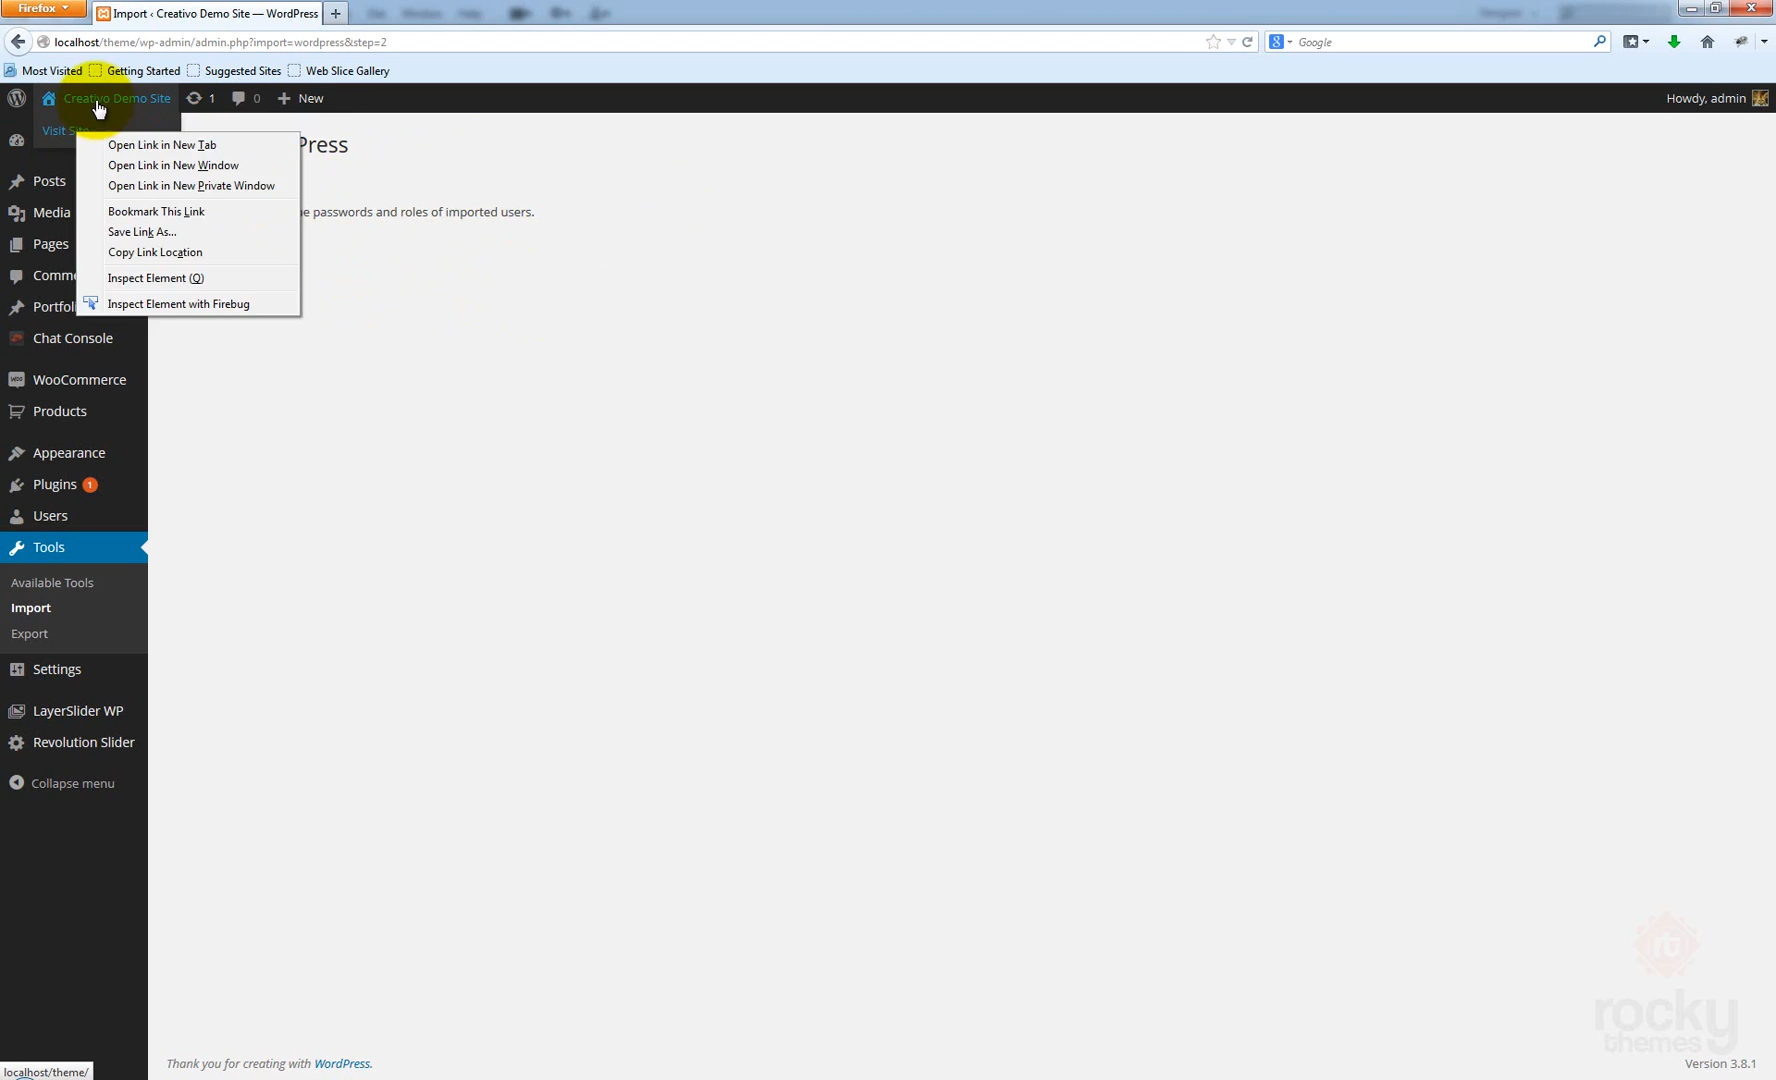 Firefox
Import ‹ Creativo Demo Site — WordPress
localhost/theme/wp-admin/admin.php?import=wordpress&step=2
Google
Most Visited
Getting Started
Suggested Sites
Web Slice Gallery
Creativo Demo Site
1
0
New
Howdy, admin
Visit Site
Press
Open Link in New Tab
Open Link in New Window
Open Link in New Private Window
Bookmark This Link
Save Link As...
Copy Link Location
Inspect Element (Q)
Inspect Element with Firebug
passwords and roles of imported users.
Posts
Media
Pages
Comme
Portfoli
Chat Console
WooCommerce
Products
Appearance
Plugins 1
Users
Tools
Available Tools
Import
Export
Settings
LayerSlider WP
Revolution Slider
Collapse menu
rocky
themes
Thank you for creating with WordPress.
Version 3.8.1
localhost/theme/